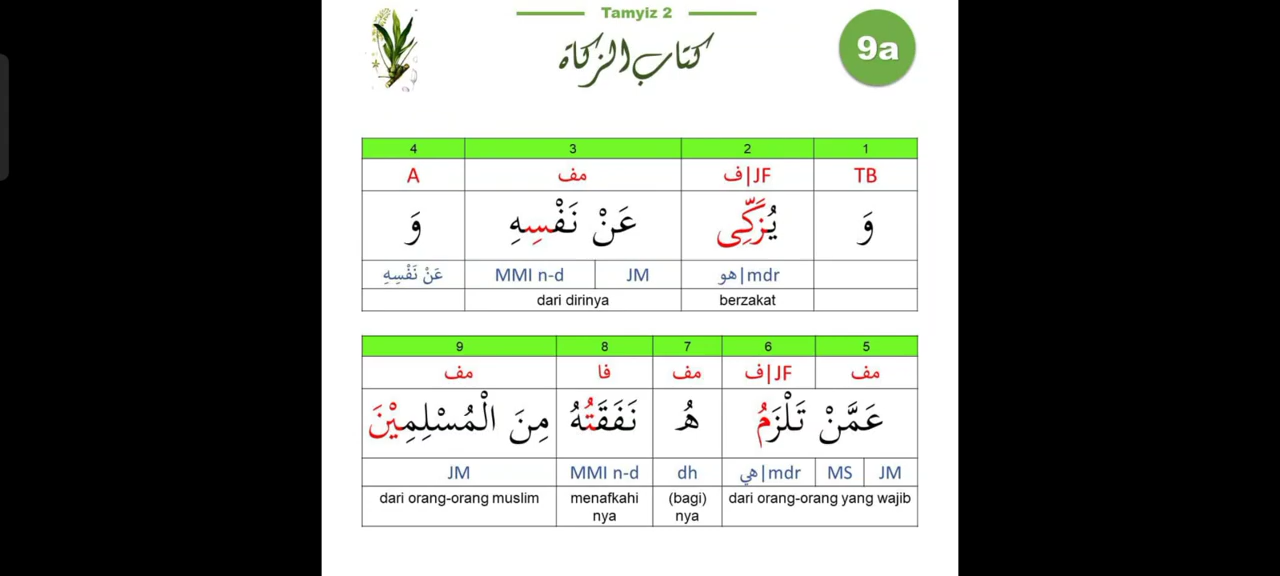 Tamyiz 2
كتاب الزكاة
9a
4 3 2 1
A مف ف|JF TB
وَ يُزَكِّى عَنْ نَفْسِهِ وَ
عَنْ نَفْسِهِ MMI n-d JM هو|mdr
dari dirinya berzakat
9 8 7 6 5
مف فا مف ف|JF مف
عَمَّنْ تَلْزَمُ هُ نَفَقَتُهُ مِنَ الْمُسْلِمِيْنَ
JM MMI n-d dh هي|mdr MS JM
dari orang-orang muslim menafkahi (bagi) dari orang-orang yang wajib
nya nya